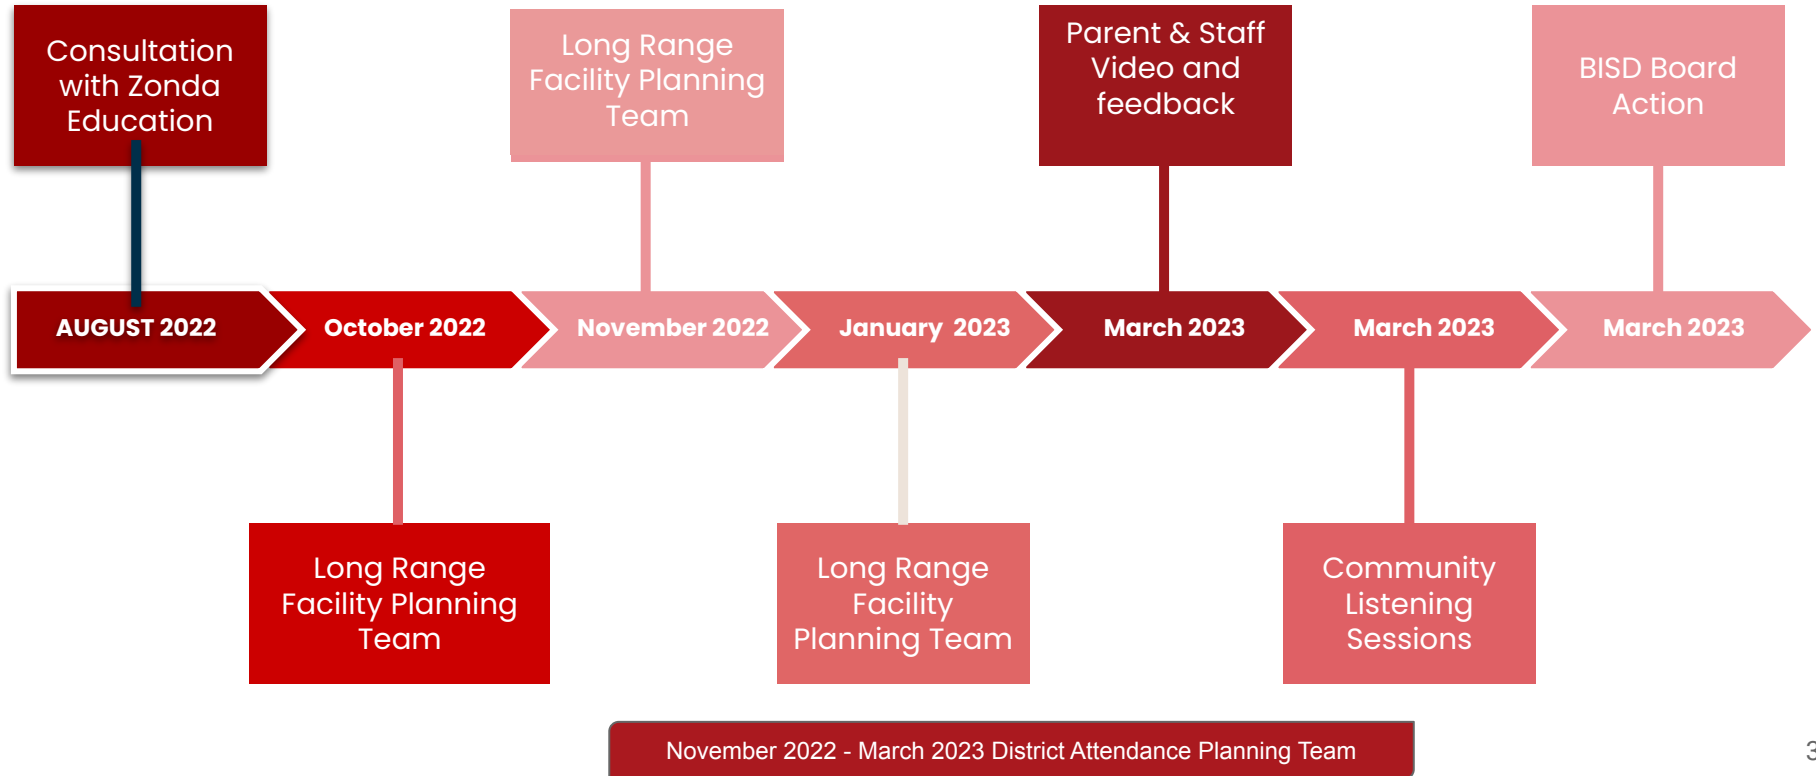 Consultation
with Zonda
Education
Long Range
Facility Planning
Team
Parent & Staff
Video and
feedback
BISD Board
Action
AUGUST 2022
October 2022
November 2022
January 2023
March 2023
March 2023
March 2023
Long Range
Facility Planning
Team
Long Range
Facility
Planning Team
Community
Listening
Sessions
November 2022 - March 2023 District Attendance Planning Team
3